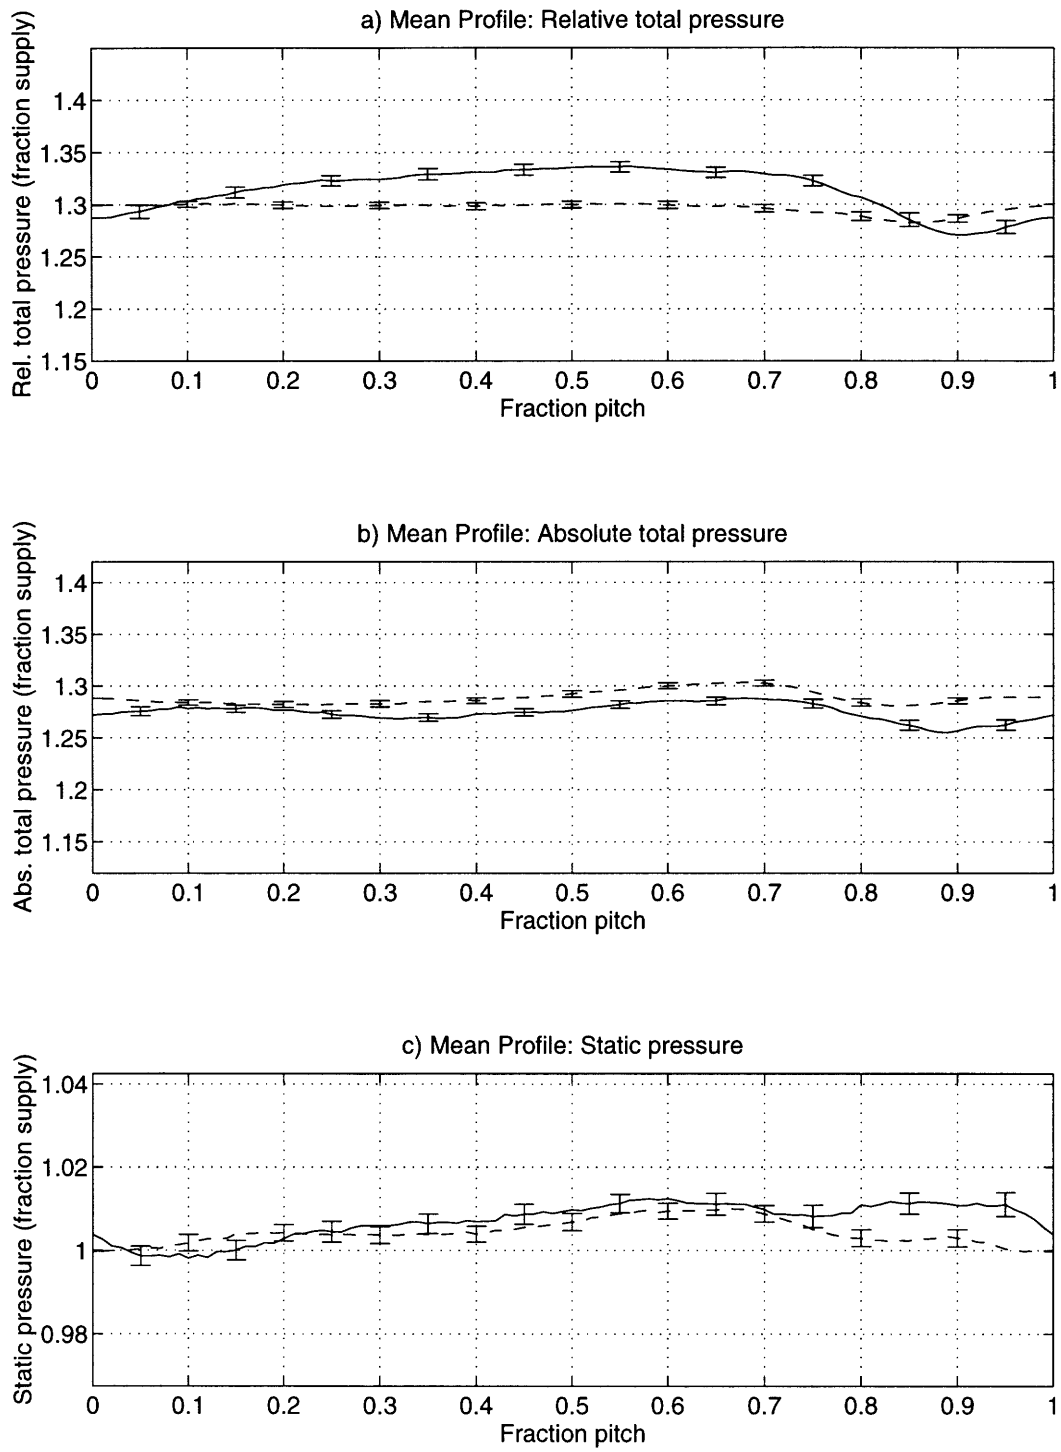 a) Mean Profile: Relative total pressure
Rel. total pressure (fraction supply)
1.4
1.35
1.3
1.25
1.2
1.15
0 0.1 0.2 0.3 0.4 0.5 0.6 0.7 0.8 0.9 1
Fraction pitch
b) Mean Profile: Absolute total pressure
Abs. total pressure (fraction supply)
1.4
1.35
1.3
1.25
1.2
1.15
0 0.1 0.2 0.3 0.4 0.5 0.6 0.7 0.8 0.9 1
Fraction pitch
c) Mean Profile: Static pressure
Static pressure (fraction supply)
1.04
1.02
1
0.98
0 0.1 0.2 0.3 0.4 0.5 0.6 0.7 0.8 0.9 1
Fraction pitch